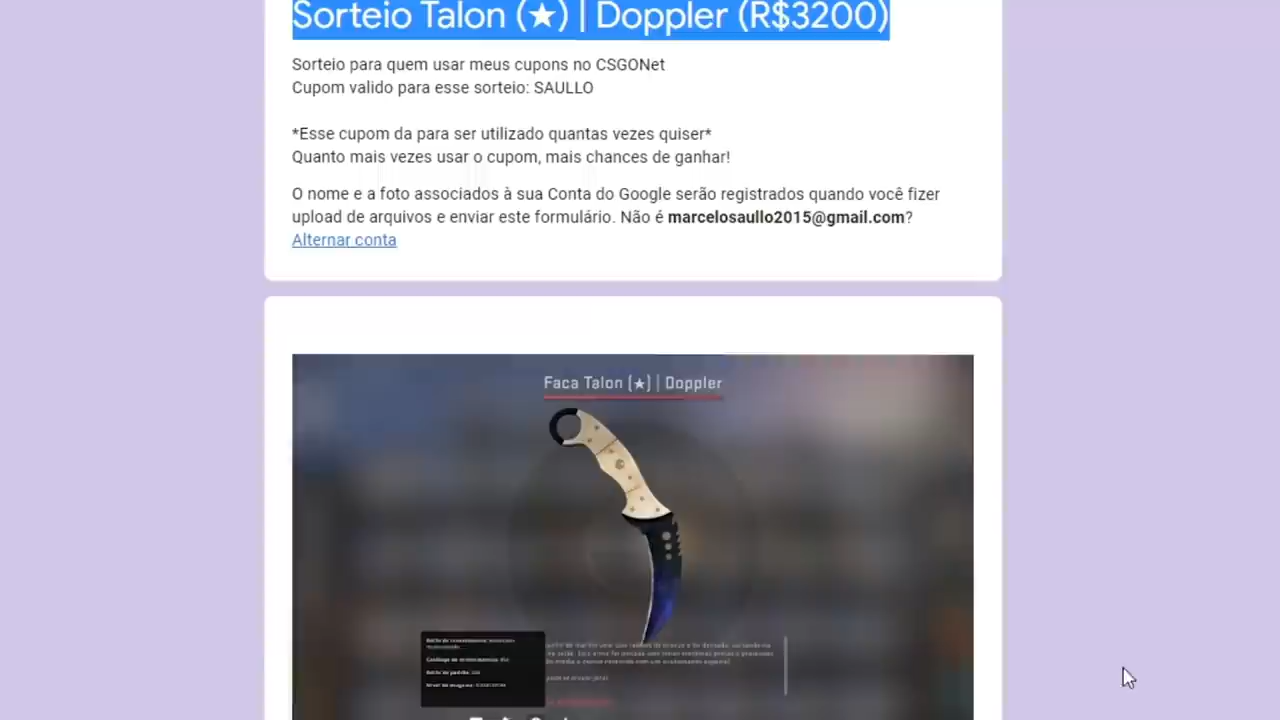 Sorteio Talon (★) | Doppler (R$3200)
Sorteio para quem usar meus cupons no CSGONet
Cupom valido para esse sorteio: SAULLO
*Esse cupom da para ser utilizado quantas vezes quiser*
Quanto mais vezes usar o cupom, mais chances de ganhar!
O nome e a foto associados à sua Conta do Google serão registrados quando você fizer
upload de arquivos e enviar este formulário. Não é marcelosaullo2015@gmail.com?
Alternar conta
Faca Talon (★) | Doppler